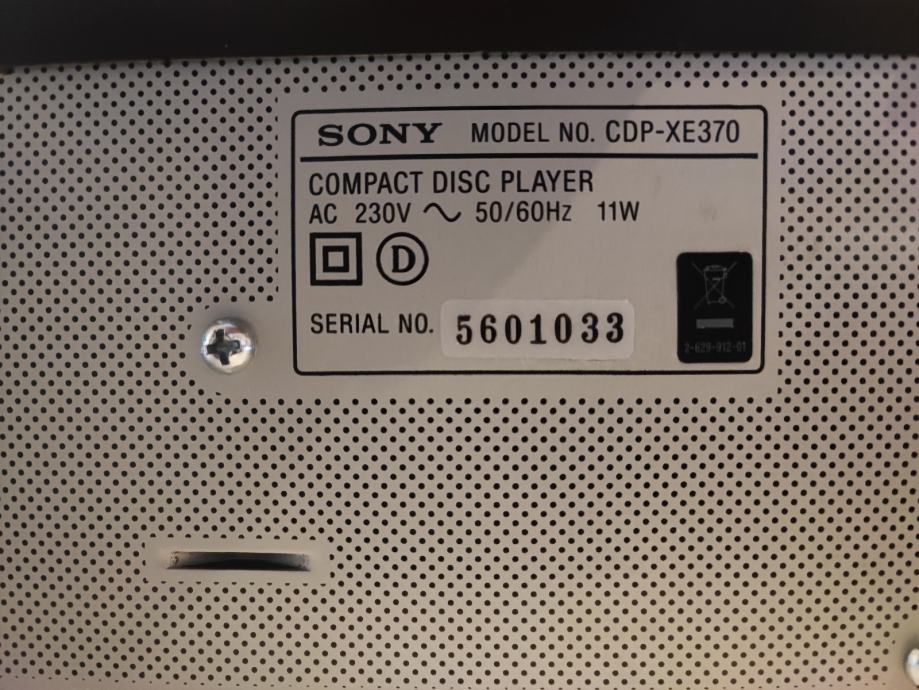 SONY MODEL NO. CDP-XE370
COMPACT DISC PLAYER
AC 230V ~ 50/60Hz 11W
D
SERIAL NO. 5601033
2-629-912-01